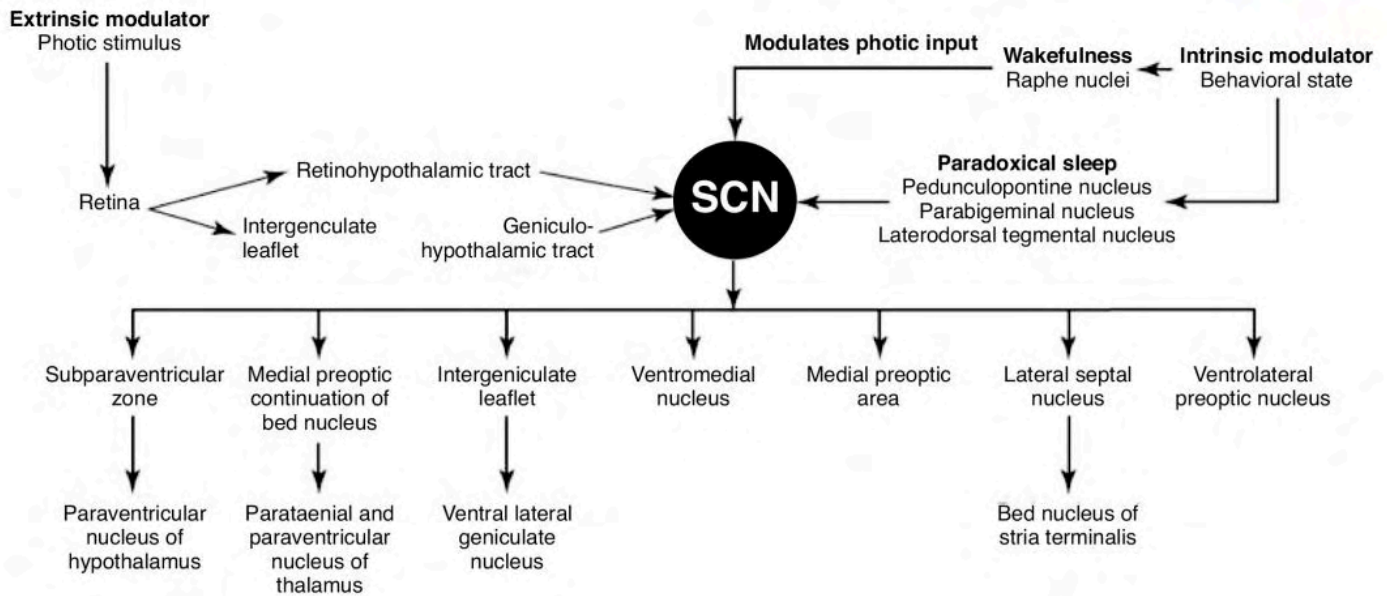 Extrinsic modulator
Photic stimulus
Modulates photic input
Wakefulness
Raphe nuclei
Intrinsic modulator
Behavioral state
Retina
Retinohypothalamic tract
Intergenculate
leaflet
Geniculo-
hypothalamic tract
SCN
Paradoxical sleep
Pedunculopontine nucleus
Parabigeminal nucleus
Laterodorsal tegmental nucleus
Subparaventricular
zone
Medial preoptic
continuation of
bed nucleus
Intergeniculate
leaflet
Ventromedial
nucleus
Medial preoptic
area
Lateral septal
nucleus
Ventrolateral
preoptic nucleus
Paraventricular
nucleus of
hypothalamus
Parataenial and
paraventricular
nucleus of
thalamus
Ventral lateral
geniculate
nucleus
Bed nucleus of
stria terminalis